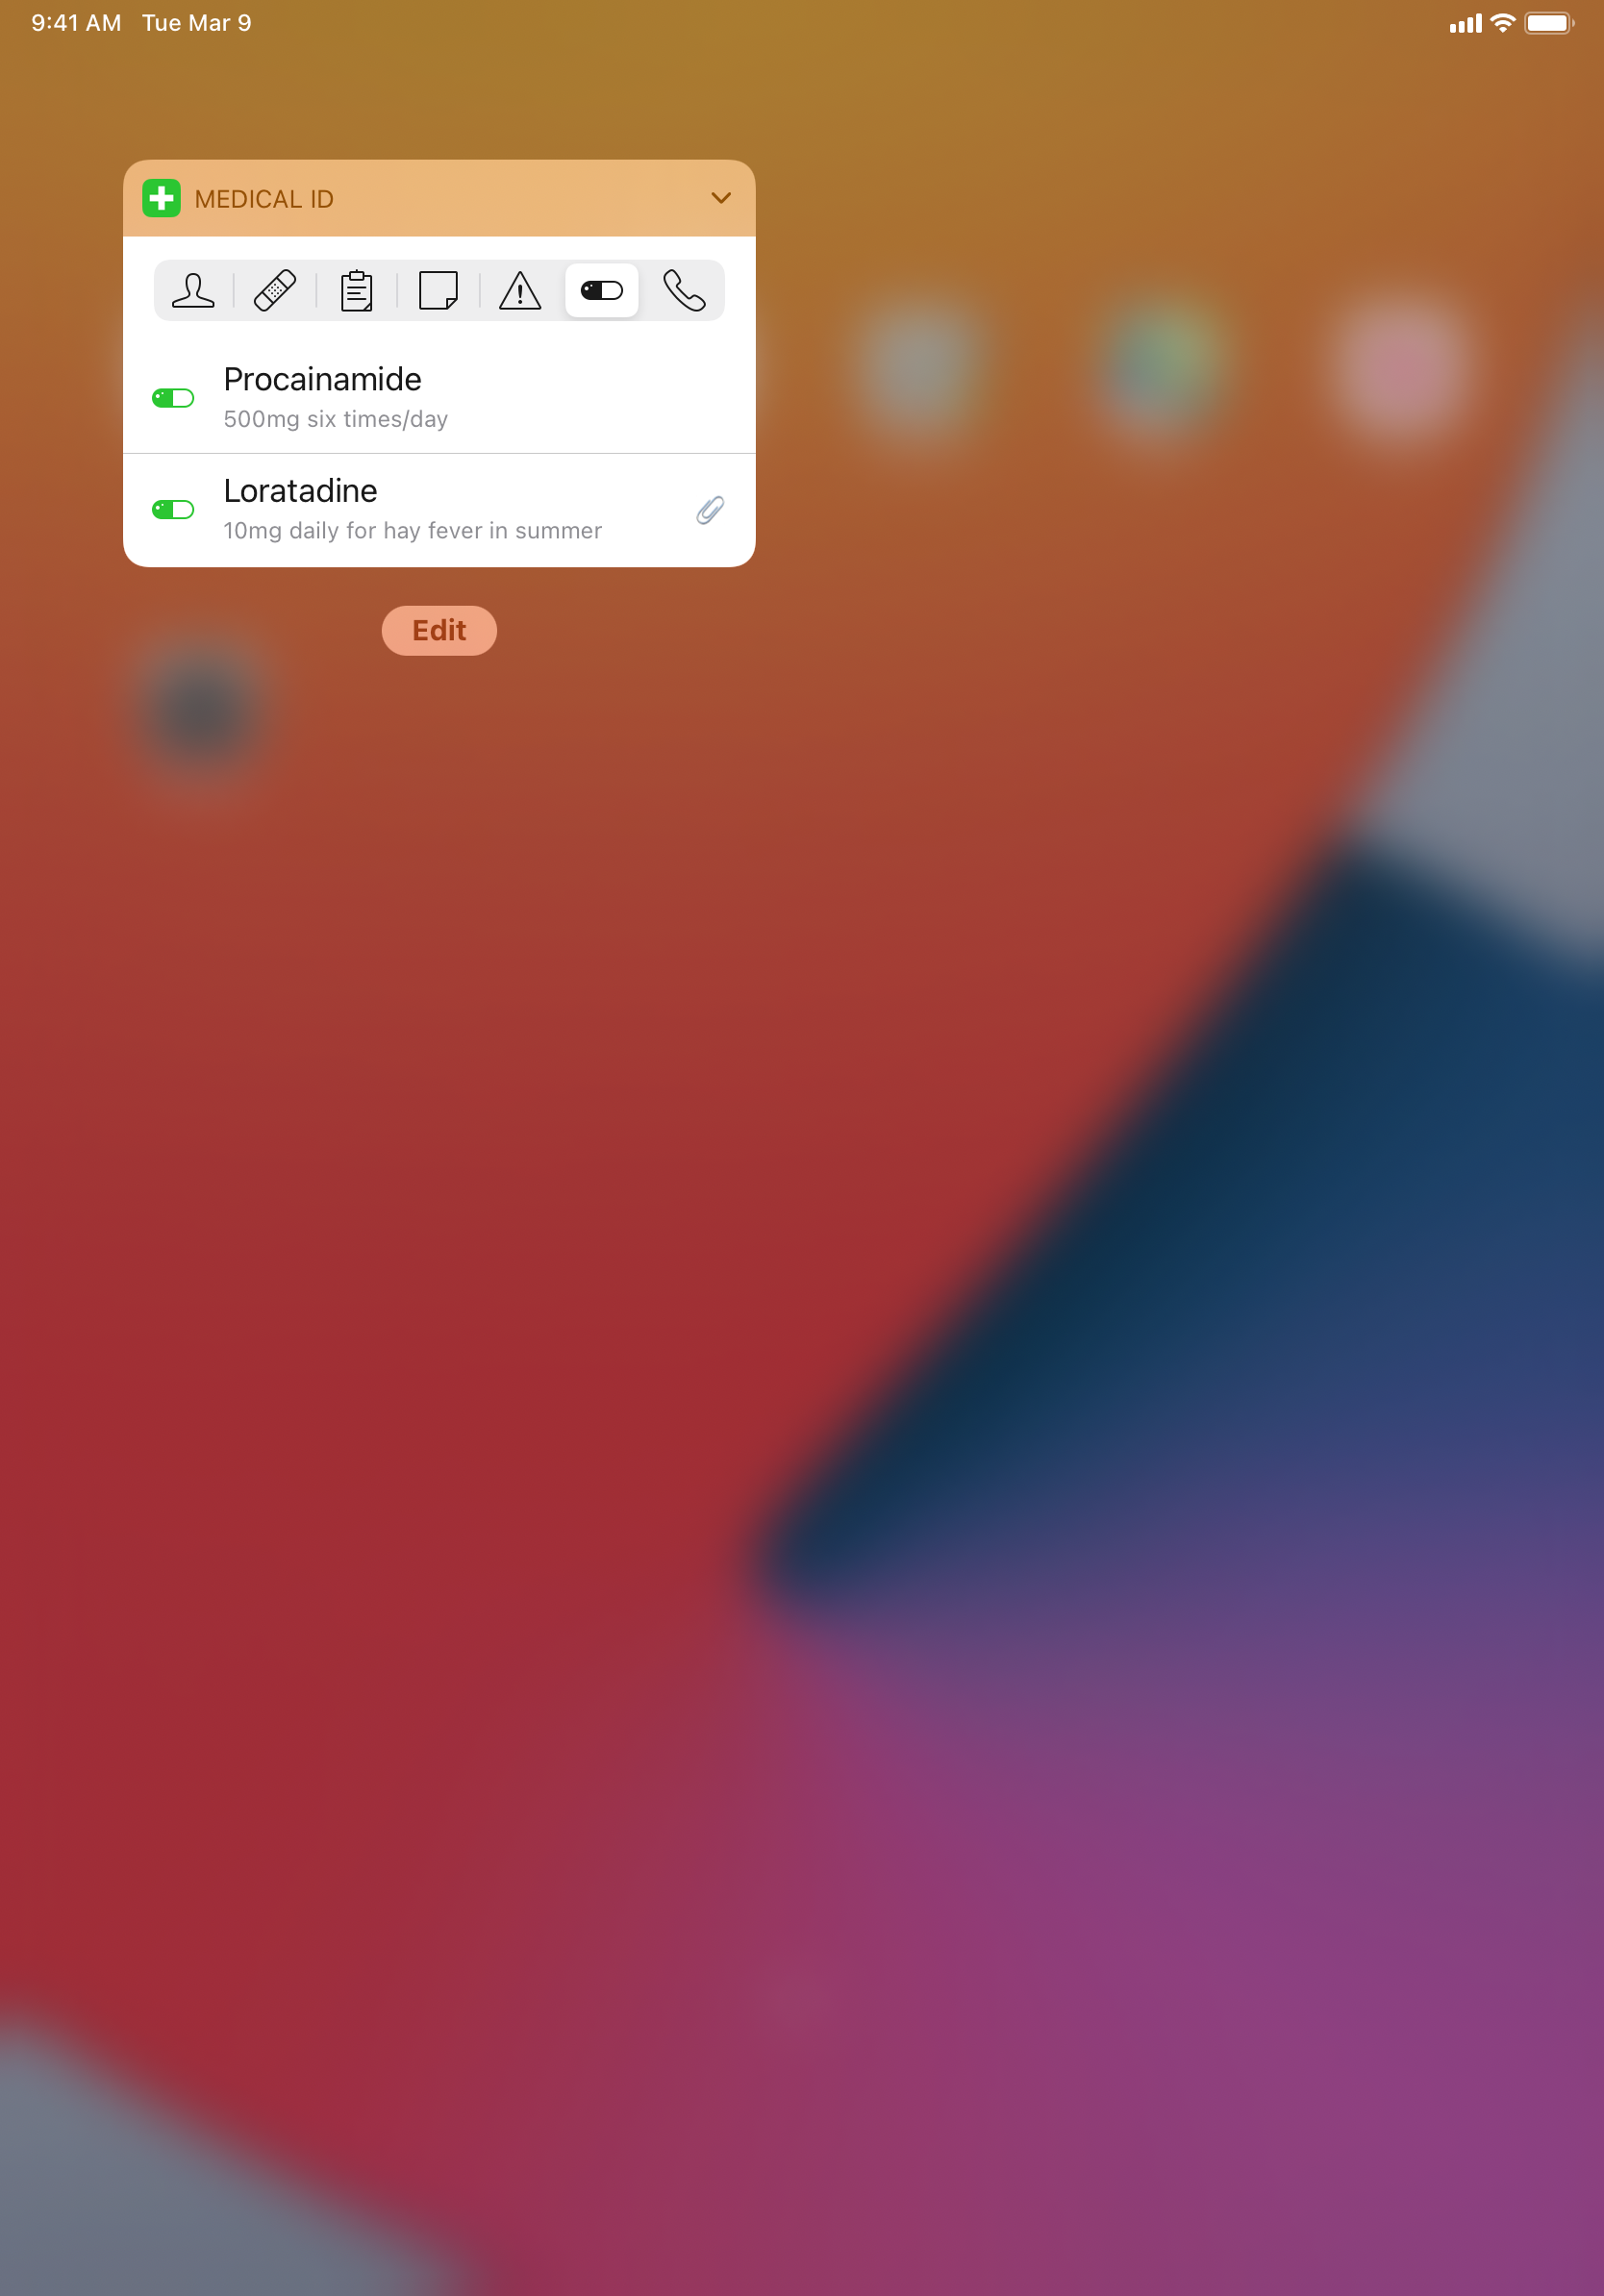 9:41 AM Tue Mar 9
MEDICAL ID
Procainamide
500mg six times/day
Loratadine
10mg daily for hay fever in summer
Edit